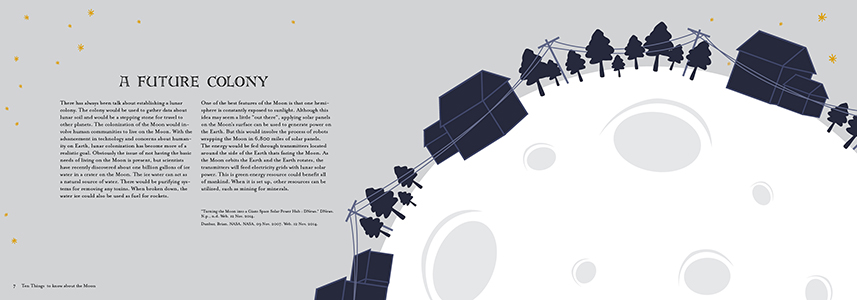 A FUTURE COLONY
There has always been talk about establishing a lunar
colony. The colony would be used to gather data about
lunar soil and would be a stepping stone for travel to
other planets. The colonization of the Moon would in-
volve human communities to live on the Moon. With the
advancement in technology and concerns about human-
ity on Earth, lunar colonization has become more of a
realistic goal. Obviously the issue of not having the basic
needs of living on the Moon is present, but scientists
have recently discovered about one billion gallons of ice
water in a crater on the Moon. The ice water can act as
a natural source of water. There would be purifying sys-
tems for removing any toxins. When broken down, the
water ice could also be used as fuel for rockets.
One of the best features of the Moon is that one hemi-
sphere is constantly exposed to sunlight. Although this
idea may seem a little "out there", applying solar panels
on the Moon's surface can be used to generate power on
the Earth. But this would involve the process of robots
wrapping the Moon in 6,800 miles of solar panels.
The energy would be fed through transmitters located
around the side of the Earth thats facing the Moon. As
the Moon orbits the Earth and the Earth rotates, the
transmitters will feed electricity grids with lunar solar
power. This is green energy resource could benefit all
of mankind. When it is set up, other resources can be
utilized, such as mining for minerals.
"Turning the Moon into a Giant Space Solar Power Hub : DNews." DNews.
N.p., n.d. Web. 12 Nov. 2014.
Dunbar, Brian. NASA. NASA, 03 Nov. 2007. Web. 12 Nov. 2014.
7 Ten Things to know about the Moon